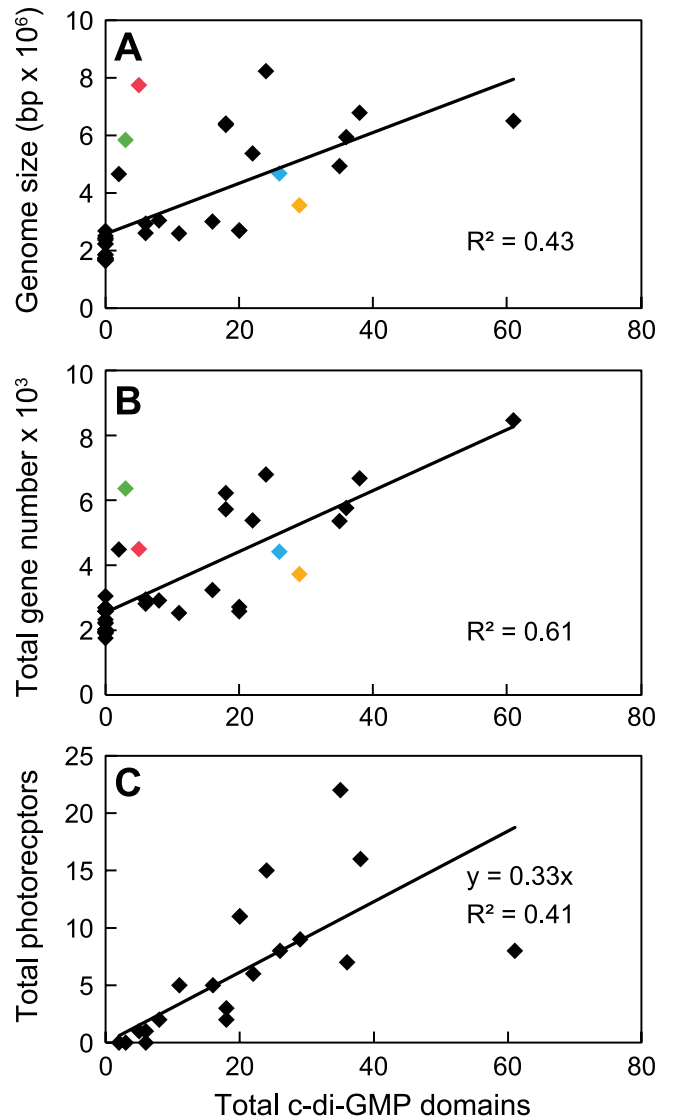 A
Genome size (bp x 10⁶)
10
8
6
4
2
0
R² = 0.43
0 20 40 60 80
B
Total gene number x 10³
10
8
6
4
2
0
R² = 0.61
0 20 40 60 80
C
Total photorecptors
25
20
15
10
5
0
y = 0.33x
R² = 0.41
0 20 40 60 80
Total c-di-GMP domains